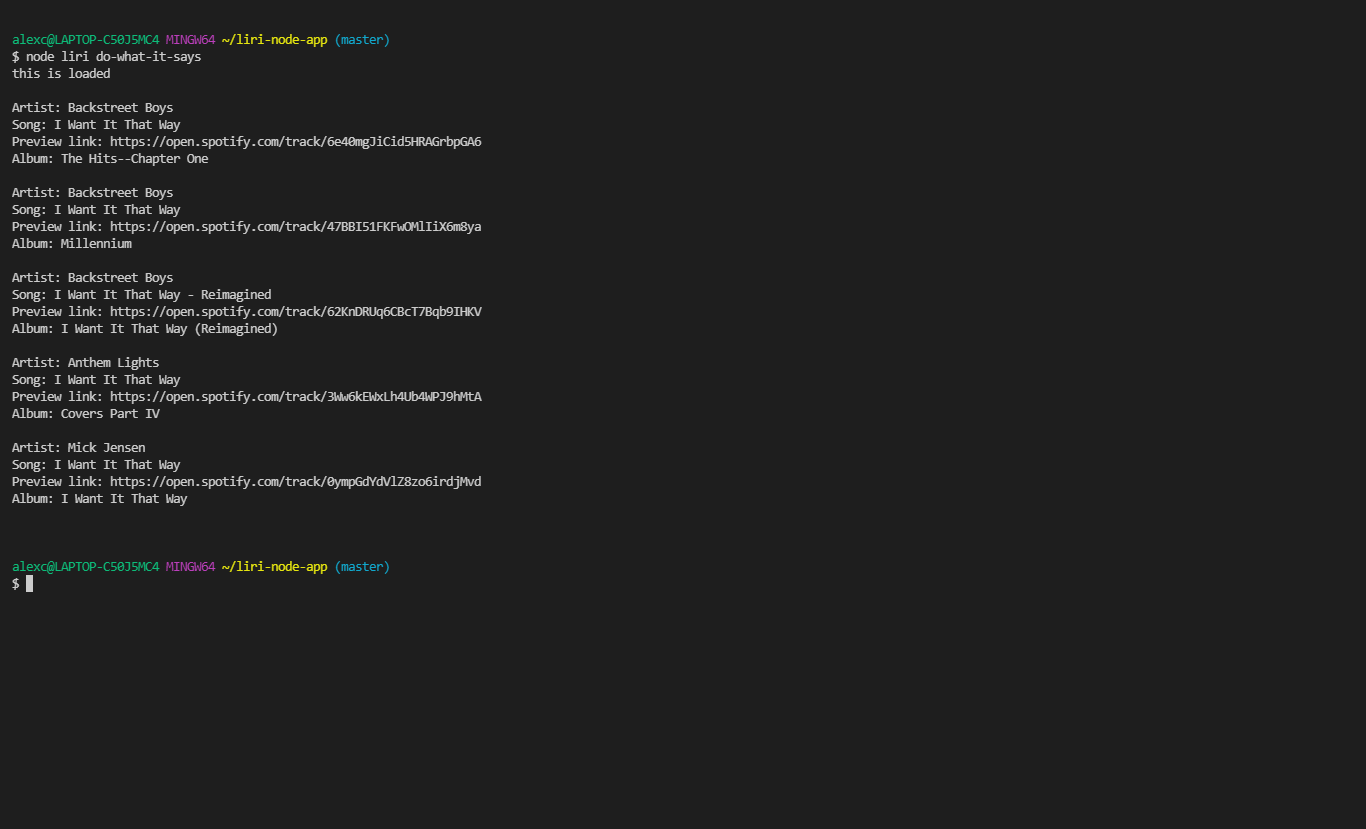 alexc@LAPTOP-C50J5MC4 MINGW64 ~/liri-node-app (master)
$ node liri do-what-it-says
this is loaded
Artist: Backstreet Boys
Song: I Want It That Way
Preview link: https://open.spotify.com/track/6e40mgJiCid5HRAGrbpGA6
Album: The Hits--Chapter One
Artist: Backstreet Boys
Song: I Want It That Way
Preview link: https://open.spotify.com/track/47BBI51FKFwOMlIiX6m8ya
Album: Millennium
Artist: Backstreet Boys
Song: I Want It That Way - Reimagined
Preview link: https://open.spotify.com/track/62KnDRUq6CBcT7Bqb9IHKV
Album: I Want It That Way (Reimagined)
Artist: Anthem Lights
Song: I Want It That Way
Preview link: https://open.spotify.com/track/3Ww6kEWxLh4Ub4WPJ9hMtA
Album: Covers Part IV
Artist: Mick Jensen
Song: I Want It That Way
Preview link: https://open.spotify.com/track/0ympGdYdVlZ8zo6irdjMvd
Album: I Want It That Way
alexc@LAPTOP-C50J5MC4 MINGW64 ~/liri-node-app (master)
$